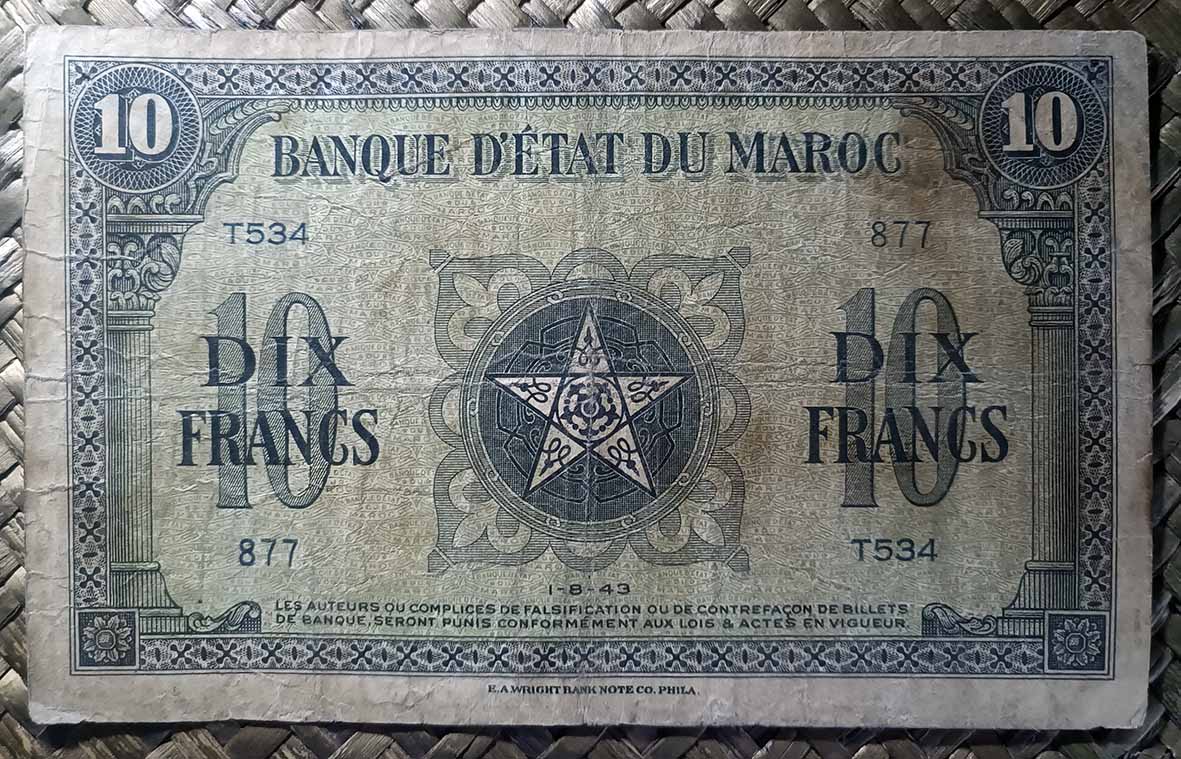 10 10
BANQUE D'ÉTAT DU MAROC
T534 877
10 10
DIX DIX
FRANCS FRANCS
877 T534
1-8-43
LES AUTEURS OU COMPLICES DE FALSIFICATION OU DE CONTREFAÇON DE BILLETS
DE BANQUE, SERONT PUNIS CONFORMÉMENT AUX LOIS & ACTES EN VIGUEUR.
E.A.WRIGHT BANK NOTE CO. PHILA.